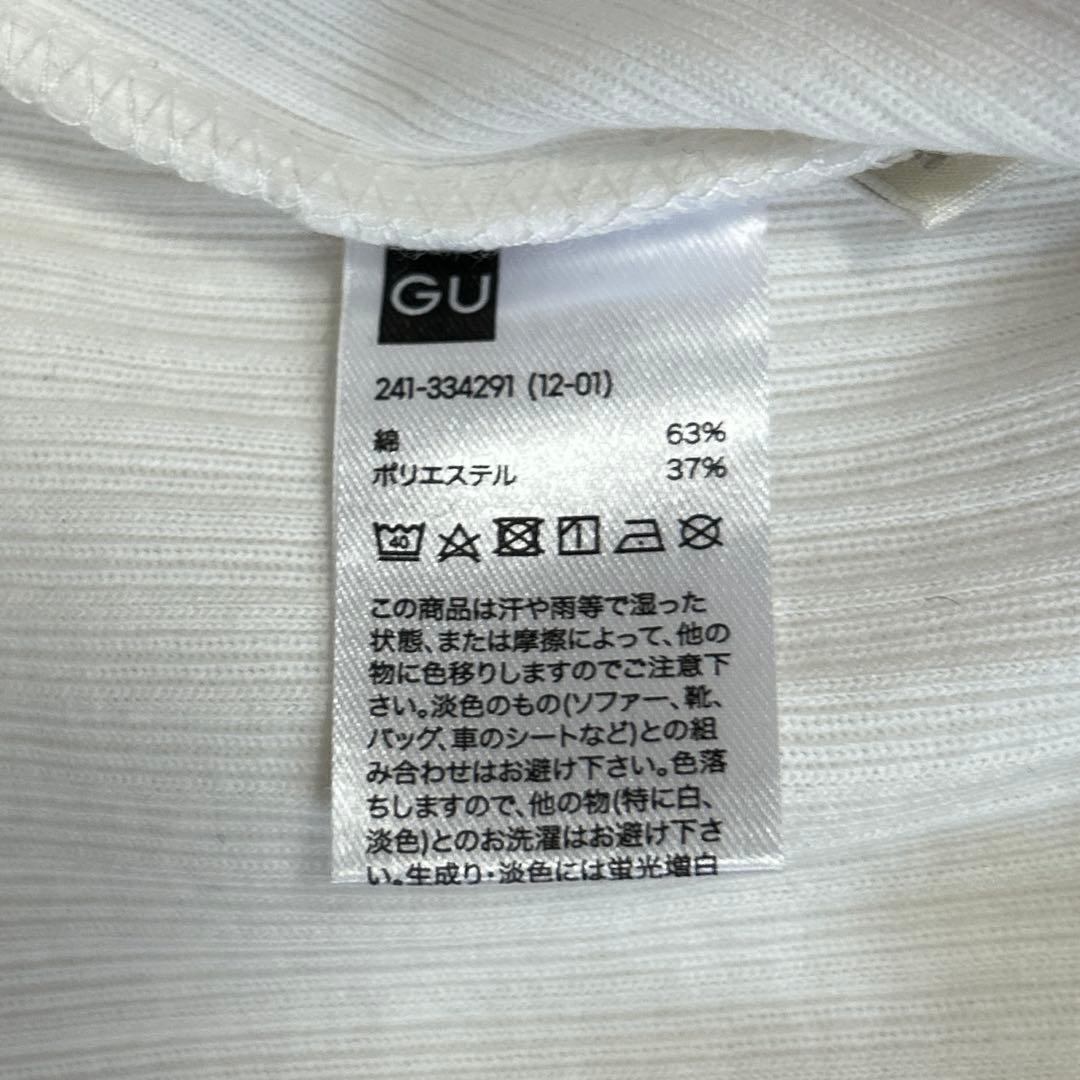 GU
241-334291 (12-01)
綿 63%
ポリエステル 37%
40
この商品は汗や雨等で湿った
状態、または摩擦によって、他の
物に色移りしますのでご注意下
さい。淡色のもの(ソファー、靴、
バッグ、車のシートなど)との組
み合わせはお避け下さい。色落
ちしますので、他の物(特に白、
淡色)とのお洗濯はお避け下さ
い。生成り・淡色には蛍光増白